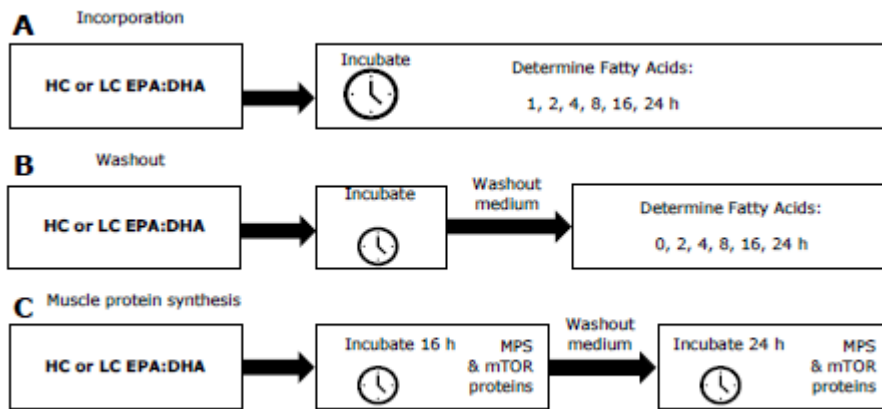 A
Incorporation
HC or LC EPA:DHA
Incubate
Determine Fatty Acids:
1, 2, 4, 8, 16, 24 h
B
Washout
HC or LC EPA:DHA
Incubate
Washout
medium
Determine Fatty Acids:
0, 2, 4, 8, 16, 24 h
C
Muscle protein synthesis
HC or LC EPA:DHA
Incubate 16 h
MPS
& mTOR
proteins
Washout
medium
Incubate 24 h
MPS
& mTOR
proteins